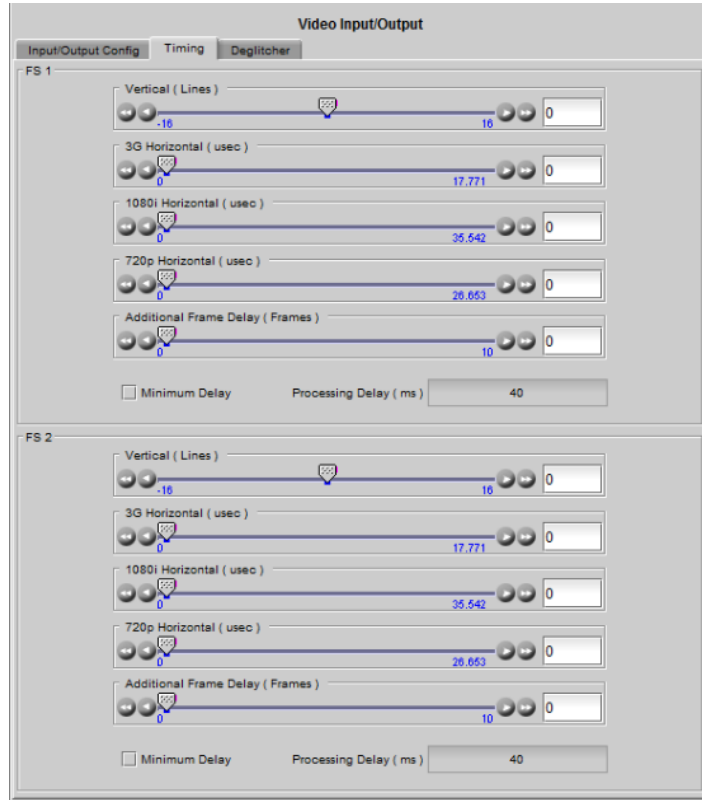 Video Input/Output
Input/Output Config Timing Deglitcher
FS 1
Vertical ( Lines )
-16 16 0
3G Horizontal ( usec )
0 17.771 0
1080i Horizontal ( usec )
0 35.542 0
720p Horizontal ( usec )
0 26.653 0
Additional Frame Delay ( Frames )
0 10 0
Minimum Delay Processing Delay ( ms ) 40
FS 2
Vertical ( Lines )
-16 16 0
3G Horizontal ( usec )
0 17.771 0
1080i Horizontal ( usec )
0 35.542 0
720p Horizontal ( usec )
0 26.653 0
Additional Frame Delay ( Frames )
0 10 0
Minimum Delay Processing Delay ( ms ) 40